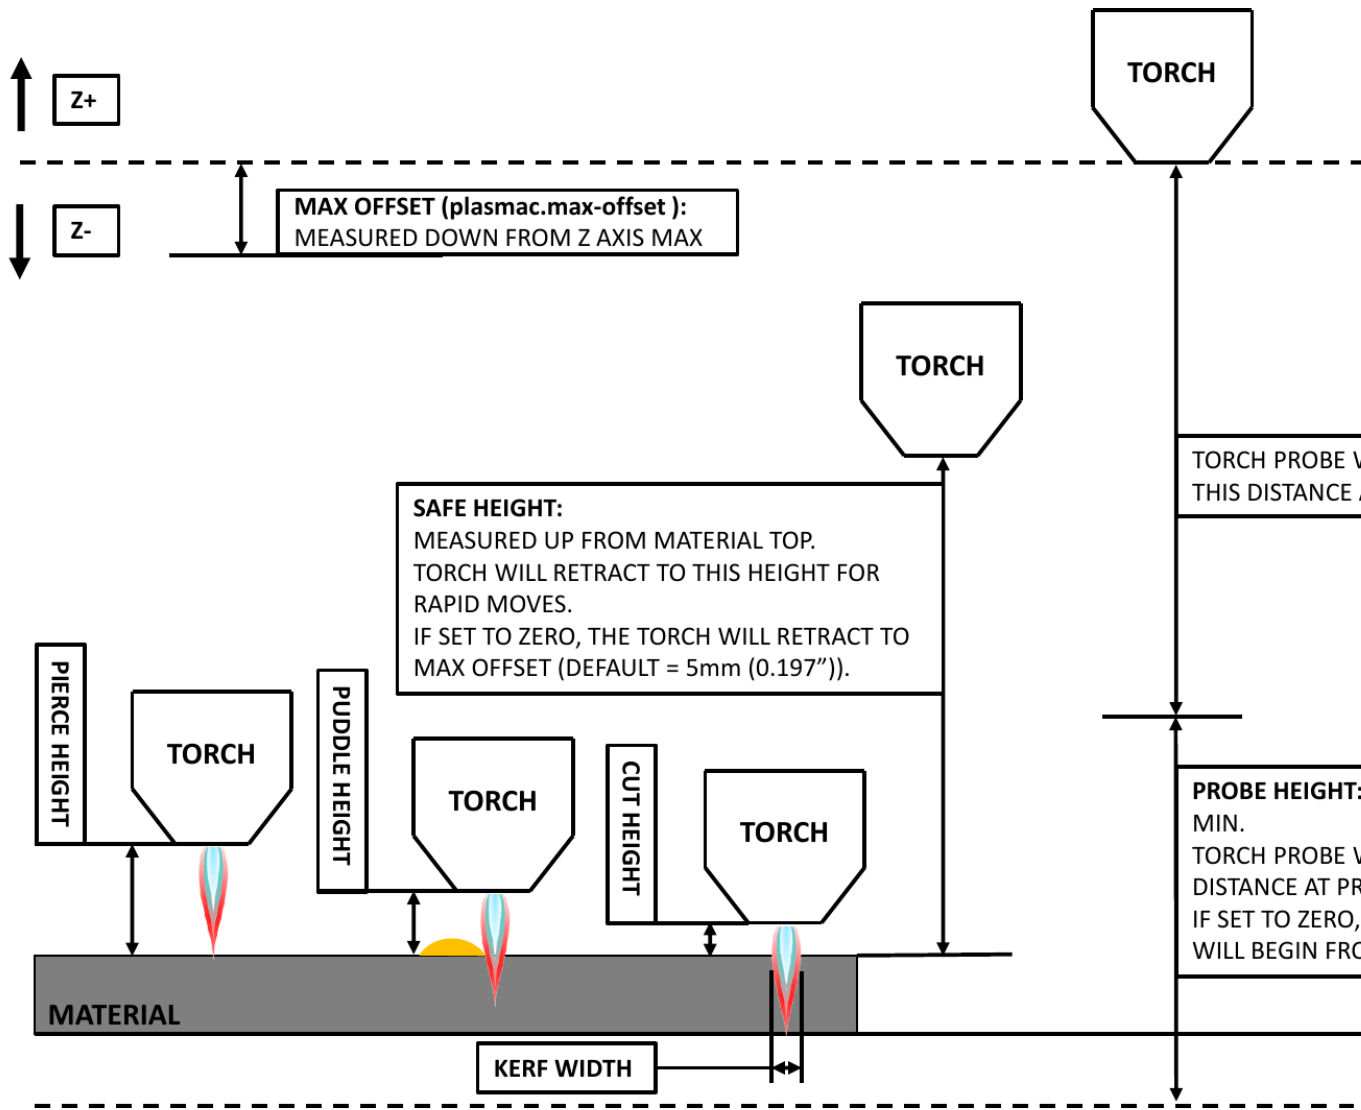 TORCH
Z+
MAX OFFSET (plasmac.max-offset ):
MEASURED DOWN FROM Z AXIS MAX
Z-
TORCH
TORCH PROBE
THIS DISTANCE
SAFE HEIGHT:
MEASURED UP FROM MATERIAL TOP.
TORCH WILL RETRACT TO THIS HEIGHT FOR
RAPID MOVES.
IF SET TO ZERO, THE TORCH WILL RETRACT TO
MAX OFFSET (DEFAULT = 5mm (0.197”)).
PIERCE HEIGHT
TORCH
PUDDLE HEIGHT
TORCH
CUT HEIGHT
TORCH
PROBE HEIGHT:
MIN.
TORCH PROBE
DISTANCE AT
IF SET TO ZERO,
WILL BEGIN
MATERIAL
KERF WIDTH